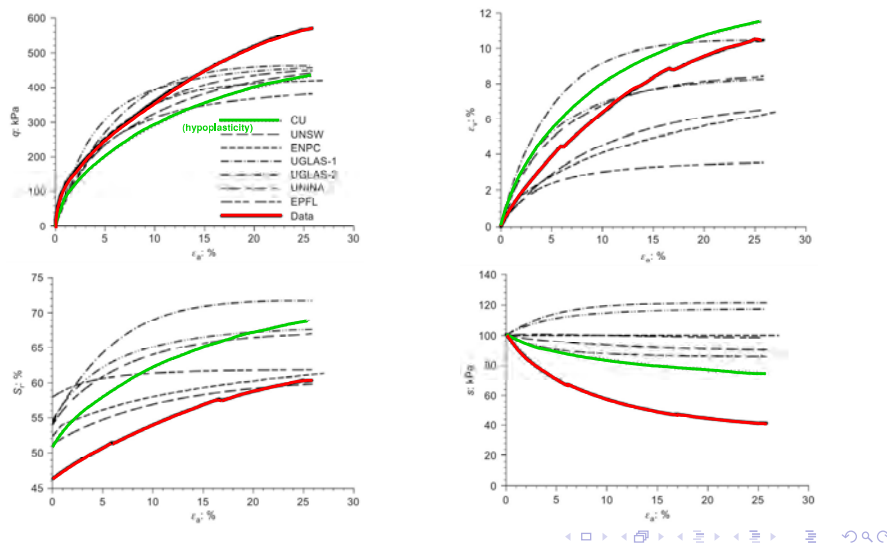 600
500
400
300
200
100
0
q: kPa
0 5 10 15 20 25 30
εa: %
CU
(hypoplasticity)
UNSW
ENPC
UGLAS-1
UGLAS-2
UNINA
EPFL
Data
12
10
8
6
4
2
0
εv: %
0 5 10 15 20 25 30
εa: %
75
70
65
60
55
50
45
Sr: %
0 5 10 15 20 25 30
εa: %
140
120
100
80
60
40
20
0
s: kPa
0 5 10 15 20 25 30
εa: %